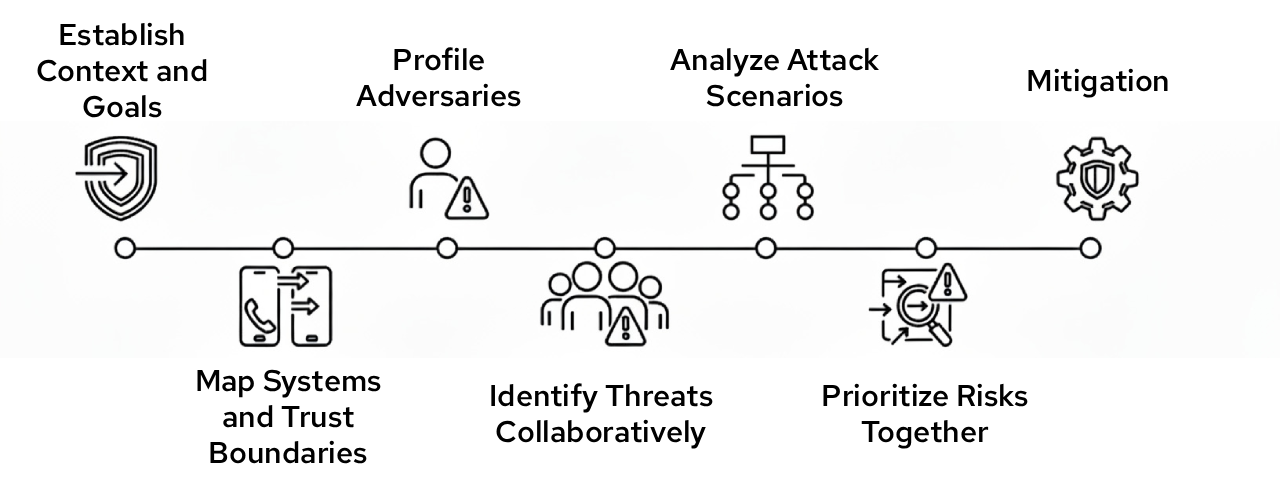 Establish
Context and
Goals
Map Systems
and Trust
Boundaries
Profile
Adversaries
Identify Threats
Collaboratively
Analyze Attack
Scenarios
Prioritize Risks
Together
Mitigation